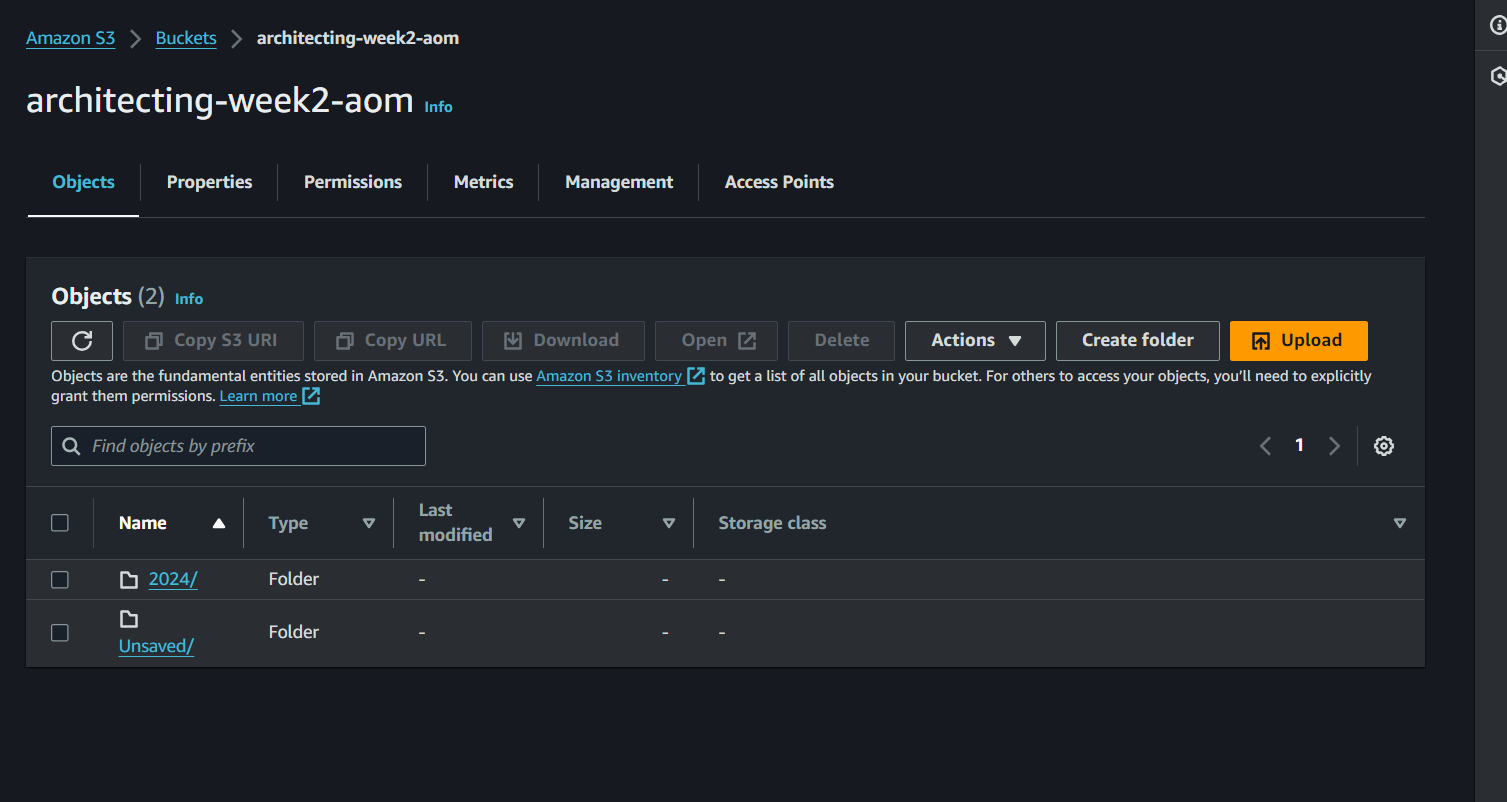 Amazon S3 > Buckets > architecting-week2-aom
architecting-week2-aom Info
Objects Properties Permissions Metrics Management Access Points
Objects (2) Info
Copy S3 URI Copy URL Download Open Delete Actions Create folder Upload
Objects are the fundamental entities stored in Amazon S3. You can use Amazon S3 inventory to get a list of all objects in your bucket. For others to access your objects, you’ll need to explicitly
grant them permissions. Learn more
Find objects by prefix 1
Name Type Last modified Size Storage class
2024/ Folder - - -
Unsaved/ Folder - - -